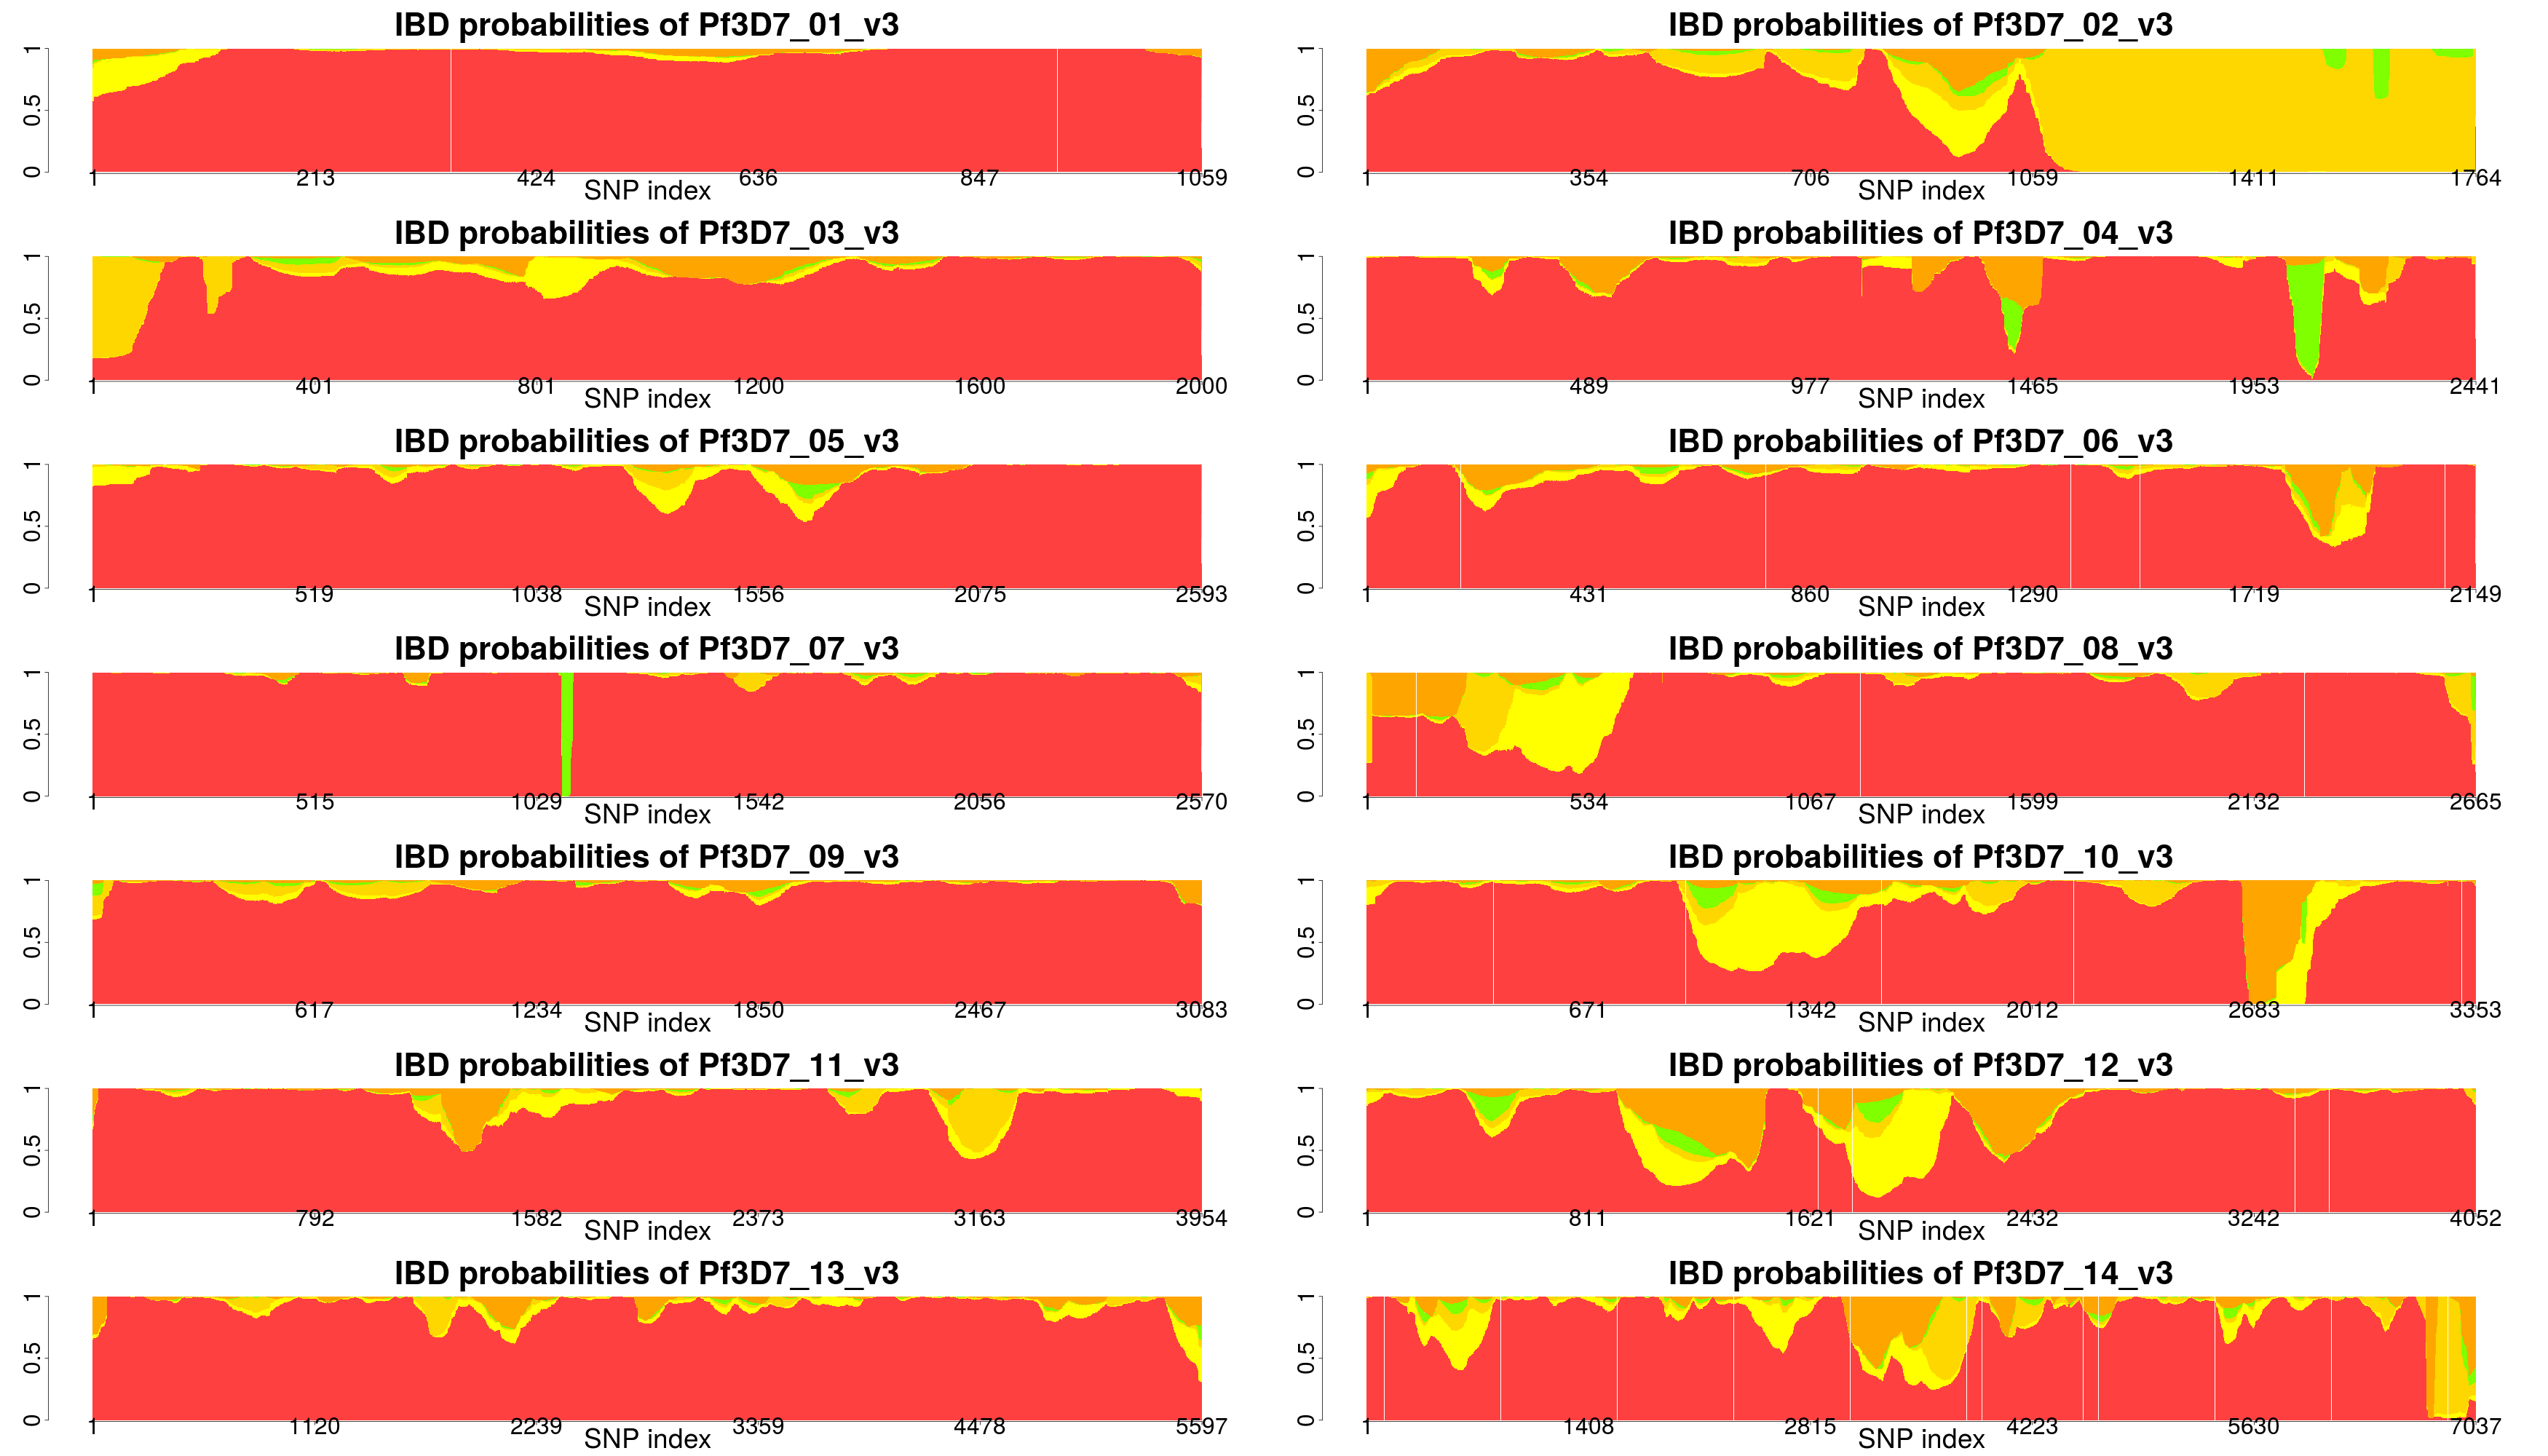 IBD probabilities of Pf3D7_01_v3
0 0.5 1
1 213 424 636 847 1059
SNP index
IBD probabilities of Pf3D7_02_v3
0 0.5 1
1 354 706 1059 1411 1764
SNP index
IBD probabilities of Pf3D7_03_v3
0 0.5 1
1 401 801 1200 1600 2000
SNP index
IBD probabilities of Pf3D7_04_v3
0 0.5 1
1 489 977 1465 1953 2441
SNP index
IBD probabilities of Pf3D7_05_v3
0 0.5 1
1 519 1038 1556 2075 2593
SNP index
IBD probabilities of Pf3D7_06_v3
0 0.5 1
1 431 860 1290 1719 2149
SNP index
IBD probabilities of Pf3D7_07_v3
0 0.5 1
1 515 1029 1542 2056 2570
SNP index
IBD probabilities of Pf3D7_08_v3
0 0.5 1
1 534 1067 1599 2132 2665
SNP index
IBD probabilities of Pf3D7_09_v3
0 0.5 1
1 617 1234 1850 2467 3083
SNP index
IBD probabilities of Pf3D7_10_v3
0 0.5 1
1 671 1342 2012 2683 3353
SNP index
IBD probabilities of Pf3D7_11_v3
0 0.5 1
1 792 1582 2373 3163 3954
SNP index
IBD probabilities of Pf3D7_12_v3
0 0.5 1
1 811 1621 2432 3242 4052
SNP index
IBD probabilities of Pf3D7_13_v3
0 0.5 1
1 1120 2239 3359 4478 5597
SNP index
IBD probabilities of Pf3D7_14_v3
0 0.5 1
1 1408 2815 4223 5630 7037
SNP index